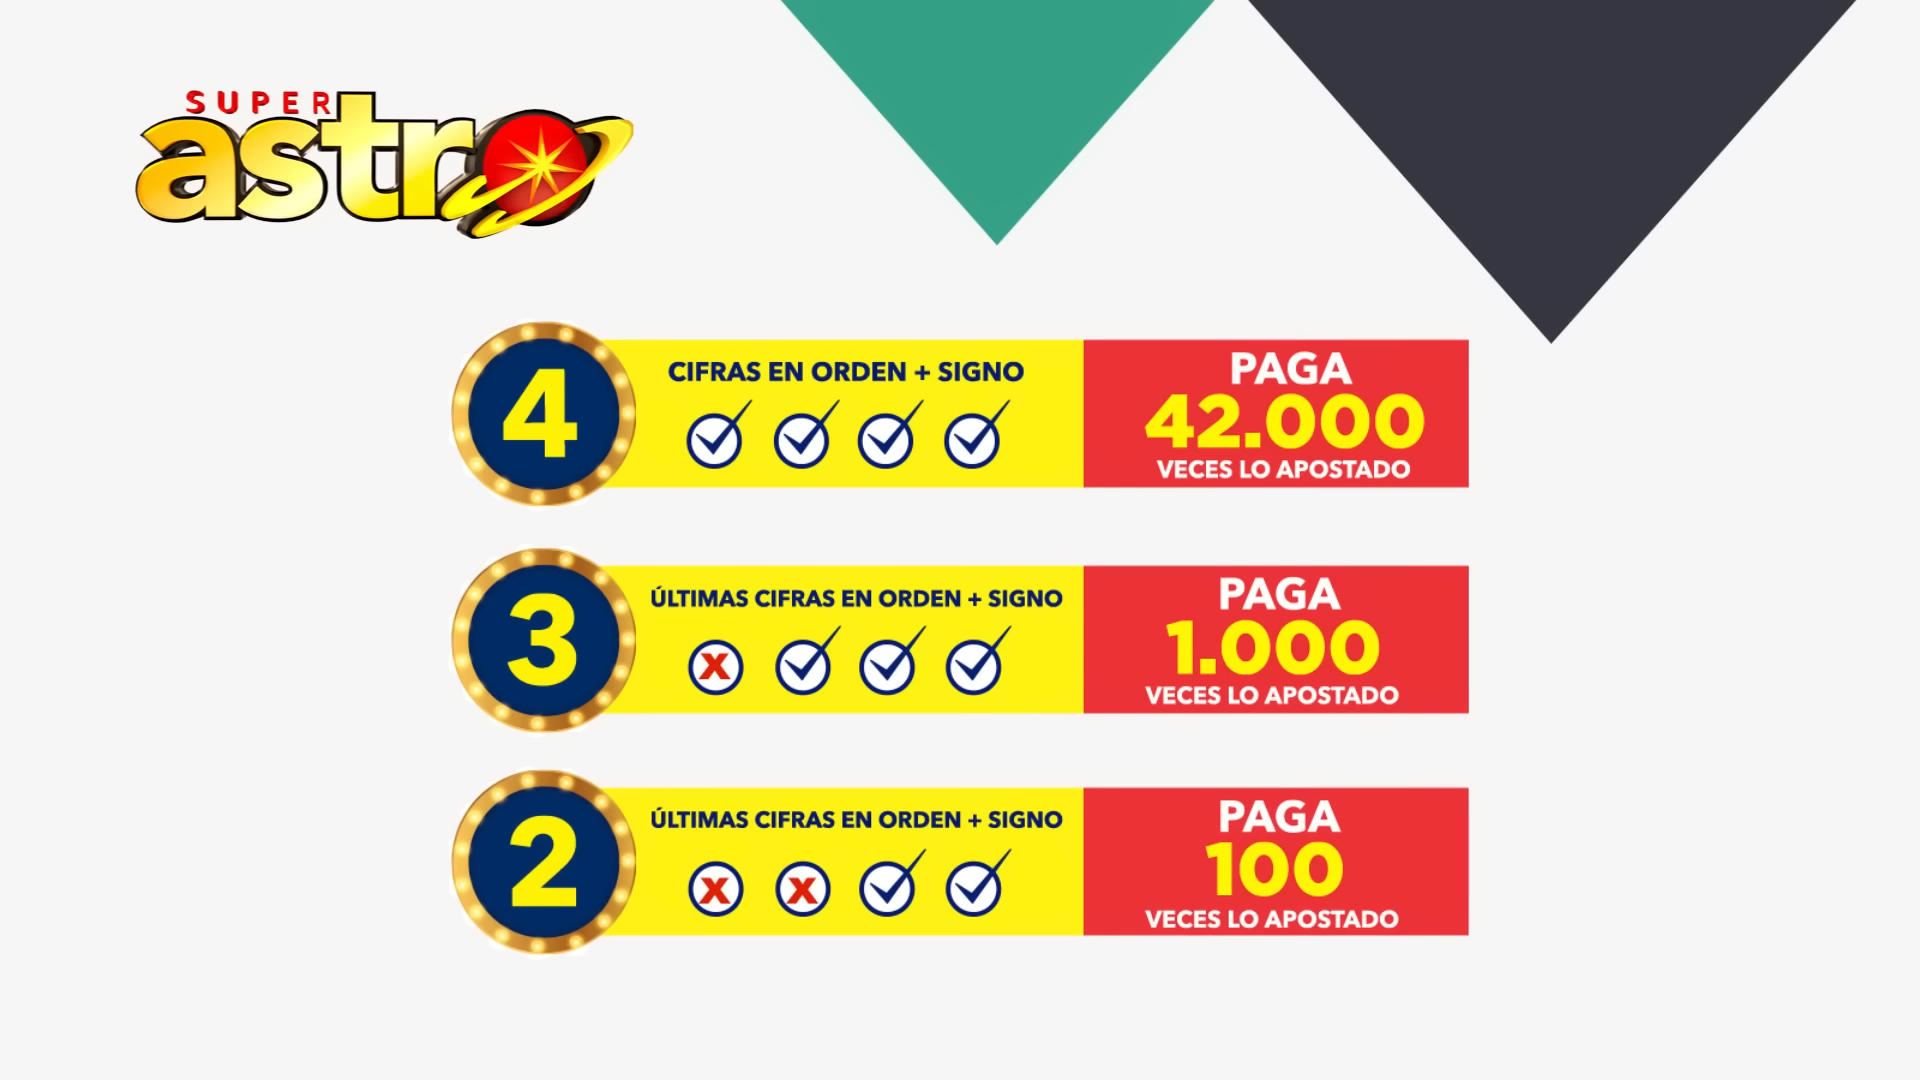 SUPER
astro
4
CIFRAS EN ORDEN + SIGNO
PAGA
42.000
VECES LO APOSTADO
3
ÚLTIMAS CIFRAS EN ORDEN + SIGNO
X
PAGA
1.000
VECES LO APOSTADO
2
ÚLTIMAS CIFRAS EN ORDEN + SIGNO
X X
PAGA
100
VECES LO APOSTADO